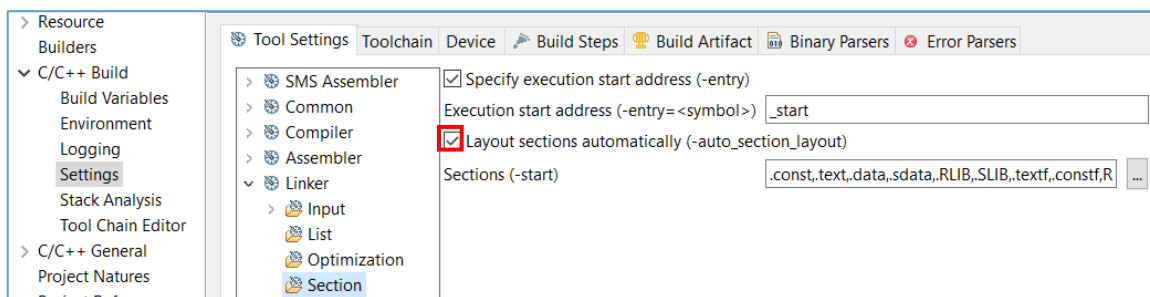 Resource
Builders
C/C++ Build
Build Variables
Environment
Logging
Settings
Stack Analysis
Tool Chain Editor
C/C++ General
Project Natures
Tool Settings Toolchain Device Build Steps Build Artifact Binary Parsers Error Parsers
SMS Assembler
Common
Compiler
Assembler
Linker
Input
List
Optimization
Section
Specify execution start address (-entry)
Execution start address (-entry=<symbol>) _start
Layout sections automatically (-auto_section_layout)
Sections (-start) .const,.text,.data,.sdata,.RLIB,.SLIB,.textf,.constf,R ...